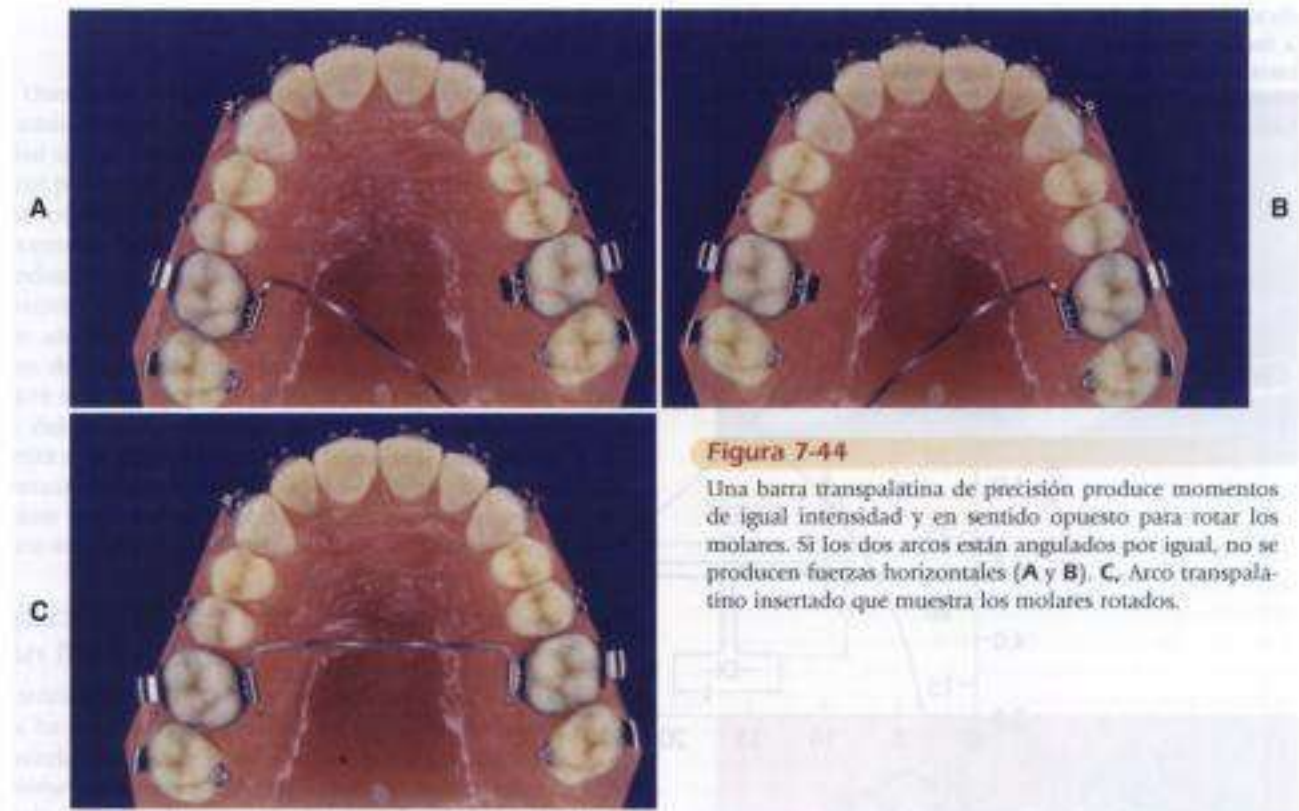 A
B
C
Figura 7-44
Una barra transpalatina de precisión produce momentos
de igual intensidad y en sentido opuesto para rotar los
molares. Si los dos arcos están angulados por igual, no se
producen fuerzas horizontales (A y B). C, Arco transpala-
tino insertado que muestra los molares rotados.